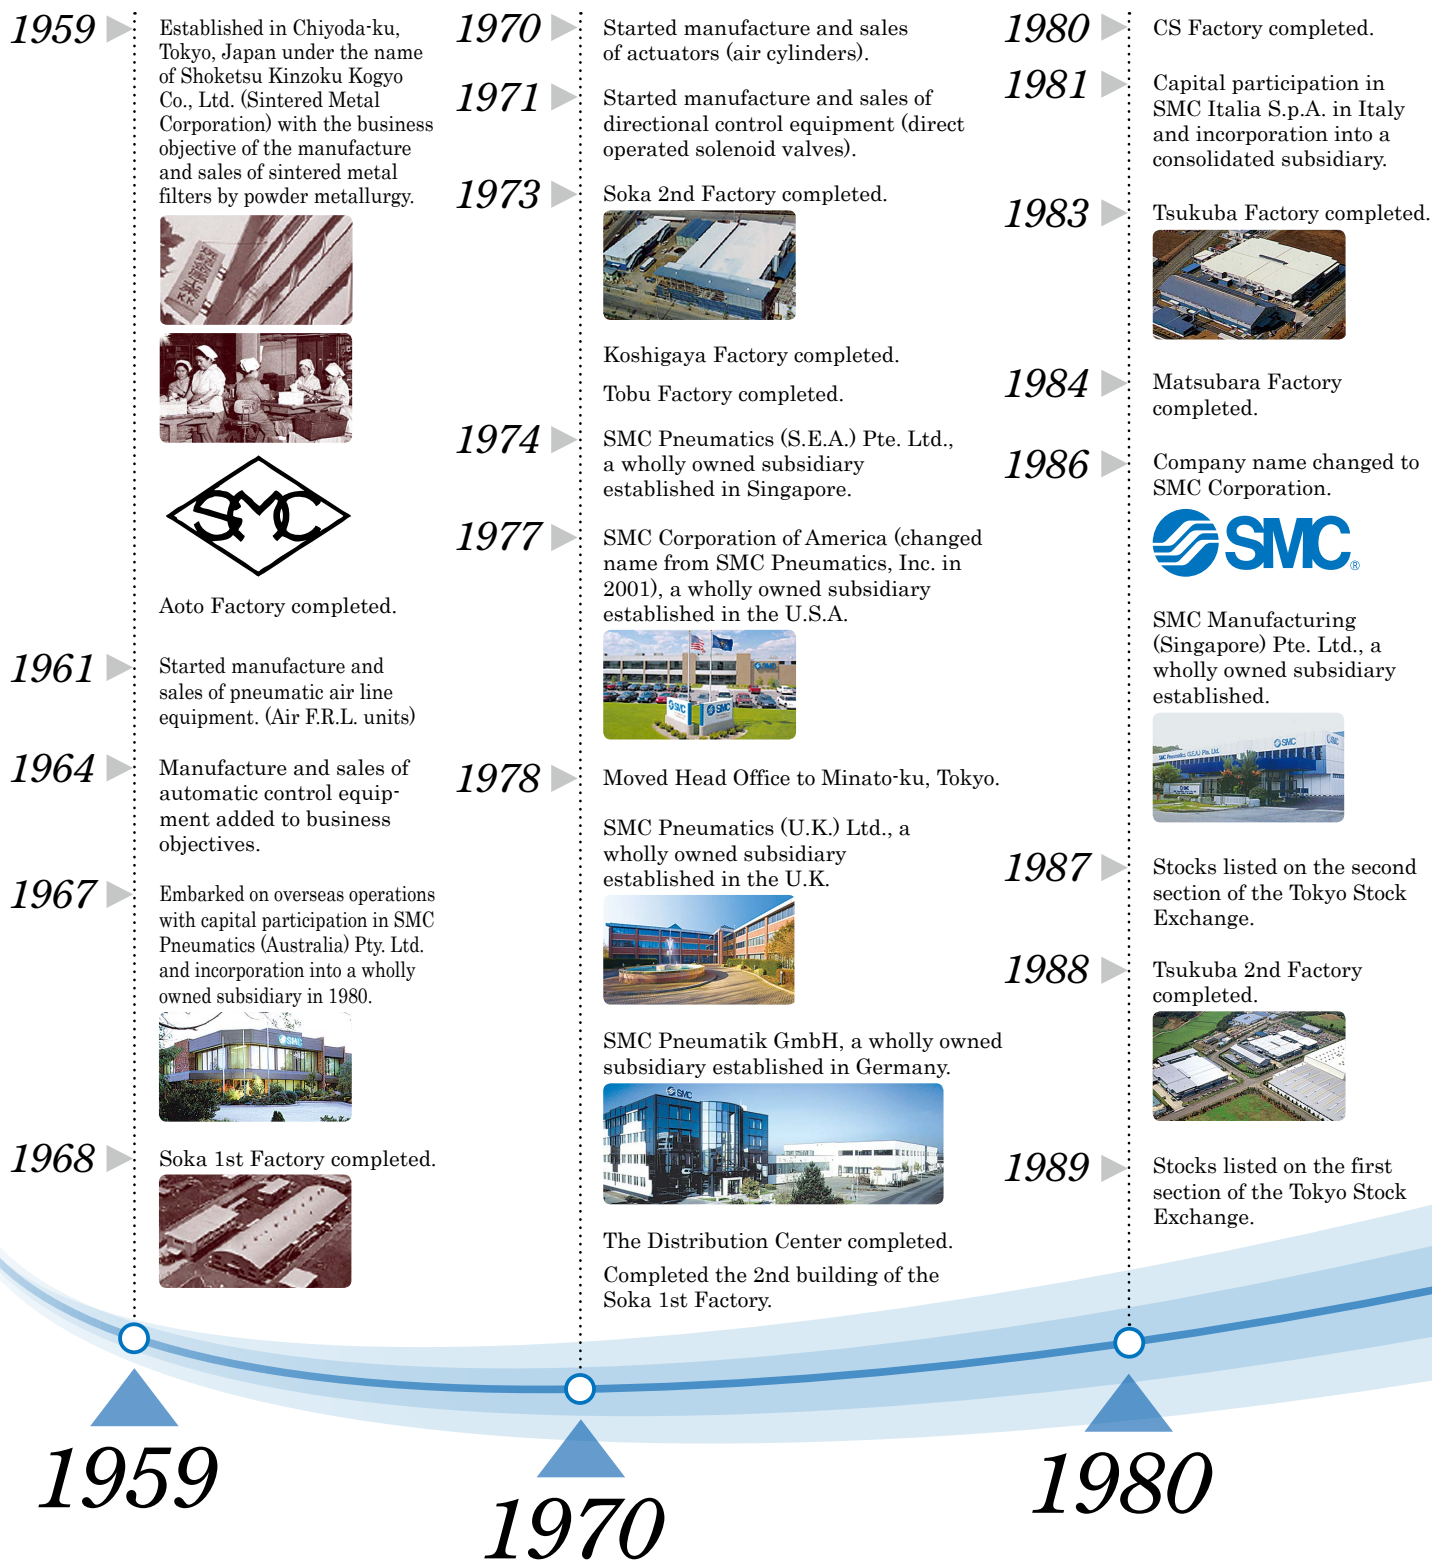 1959
Established in Chiyoda-ku,
Tokyo, Japan under the name
of Shoketsu Kinzoku Kogyo
Co., Ltd. (Sintered Metal
Corporation) with the business
objective of the manufacture
and sales of sintered metal
filters by powder metallurgy.
SMC
Aoto Factory completed.
1961
Started manufacture and
sales of pneumatic air line
equipment. (Air F.R.L. units)
1964
Manufacture and sales of
automatic control equip-
ment added to business
objectives.
1967
Embarked on overseas operations
with capital participation in SMC
Pneumatics (Australia) Pty. Ltd.
and incorporation into a wholly
owned subsidiary in 1980.
SMC
1968
Soka 1st Factory completed.
1970
Started manufacture and sales
of actuators (air cylinders).
1971
Started manufacture and sales of
directional control equipment (direct
operated solenoid valves).
1973
Soka 2nd Factory completed.
Koshigaya Factory completed.
Tobu Factory completed.
1974
SMC Pneumatics (S.E.A.) Pte. Ltd.,
a wholly owned subsidiary
established in Singapore.
1977
SMC Corporation of America (changed
name from SMC Pneumatics, Inc. in
2001), a wholly owned subsidiary
established in the U.S.A.
SMC
SMC
SMC
1978
Moved Head Office to Minato-ku, Tokyo.
SMC Pneumatics (U.K.) Ltd., a
wholly owned subsidiary
established in the U.K.
SMC Pneumatik GmbH, a wholly owned
subsidiary established in Germany.
SMC
The Distribution Center completed.
Completed the 2nd building of the
Soka 1st Factory.
1980
CS Factory completed.
1981
Capital participation in
SMC Italia S.p.A. in Italy
and incorporation into a
consolidated subsidiary.
1983
Tsukuba Factory completed.
1984
Matsubara Factory
completed.
1986
Company name changed to
SMC Corporation.
SMC®
SMC Manufacturing
(Singapore) Pte. Ltd., a
wholly owned subsidiary
established.
SMC Pneumatics (S.E.A.) Pte. Ltd.
SMC
SMC
SMC
1987
Stocks listed on the second
section of the Tokyo Stock
Exchange.
1988
Tsukuba 2nd Factory
completed.
1989
Stocks listed on the first
section of the Tokyo Stock
Exchange.
1959
1970
1980